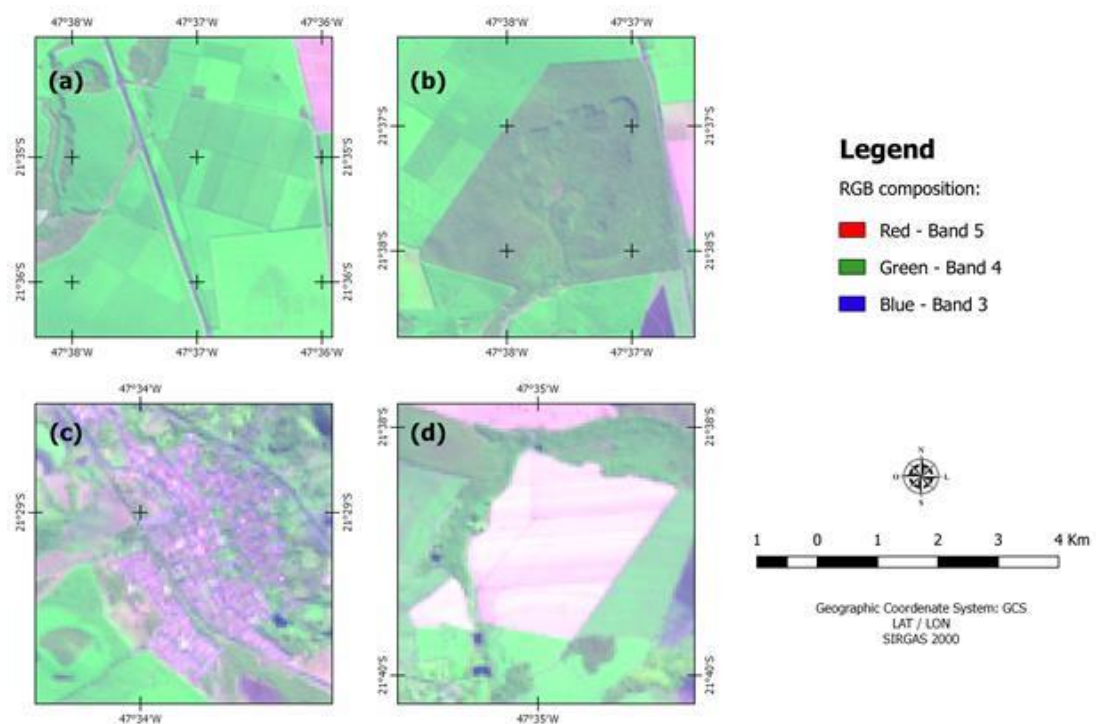 47°38'W 47°37'W 47°36'W
47°38'W 47°37'W
(a)
21°35'S
21°35'S
21°36'S
21°36'S
47°38'W 47°37'W 47°36'W
(b)
21°37'S
21°37'S
21°38'S
21°38'S
47°38'W 47°37'W
47°34'W
(c)
21°29'S
21°29'S
47°34'W
47°35'W
(d)
21°38'S
21°38'S
21°40'S
21°40'S
47°35'W
Legend
RGB composition:
Red - Band 5
Green - Band 4
Blue - Band 3
N
O L
S
1 0 1 2 3 4 Km
Geographic Coordenate System: GCS
LAT / LON
SIRGAS 2000